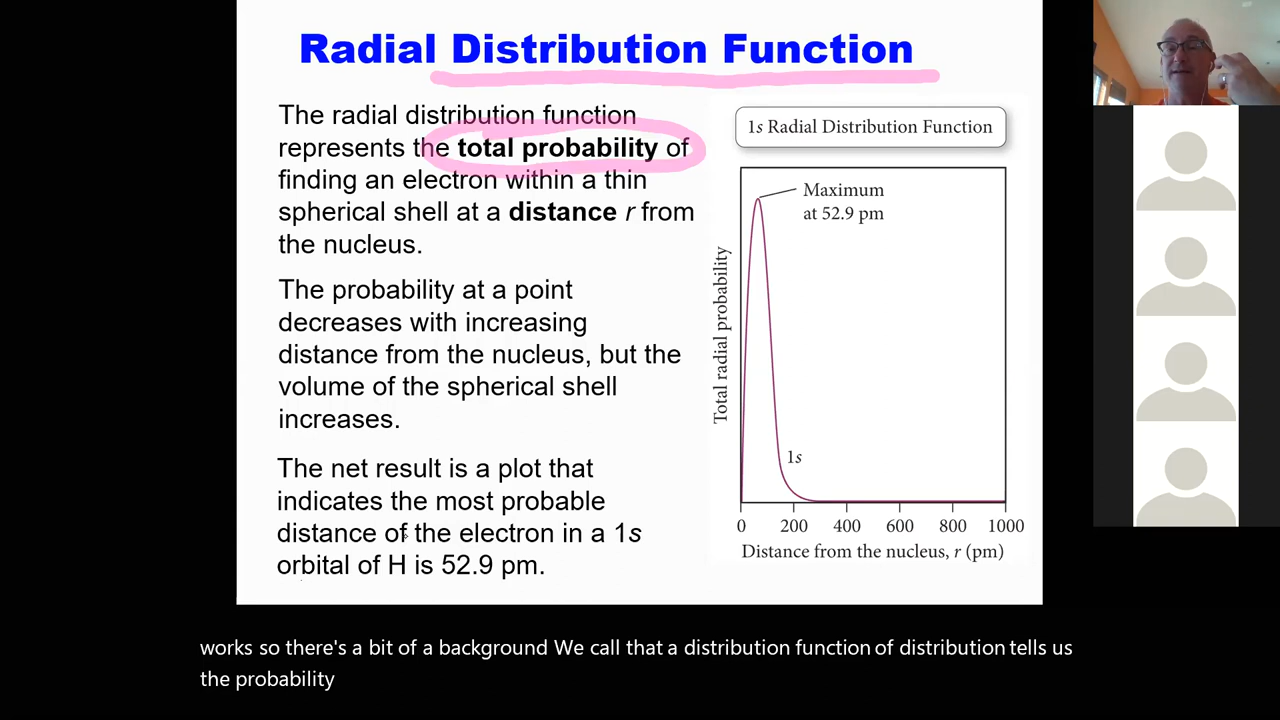 Radial Distribution Function
The radial distribution function
represents the total probability of
finding an electron within a thin
spherical shell at a distance r from
the nucleus.
The probability at a point
decreases with increasing
distance from the nucleus, but the
volume of the spherical shell
increases.
The net result is a plot that
indicates the most probable
distance of the electron in a 1s
orbital of H is 52.9 pm.
1s Radial Distribution Function
Maximum
at 52.9 pm
Total radial probability
1s
0 200 400 600 800 1000
Distance from the nucleus, r (pm)
works so there's a bit of a background We call that a distribution function of distribution tells us
the probability